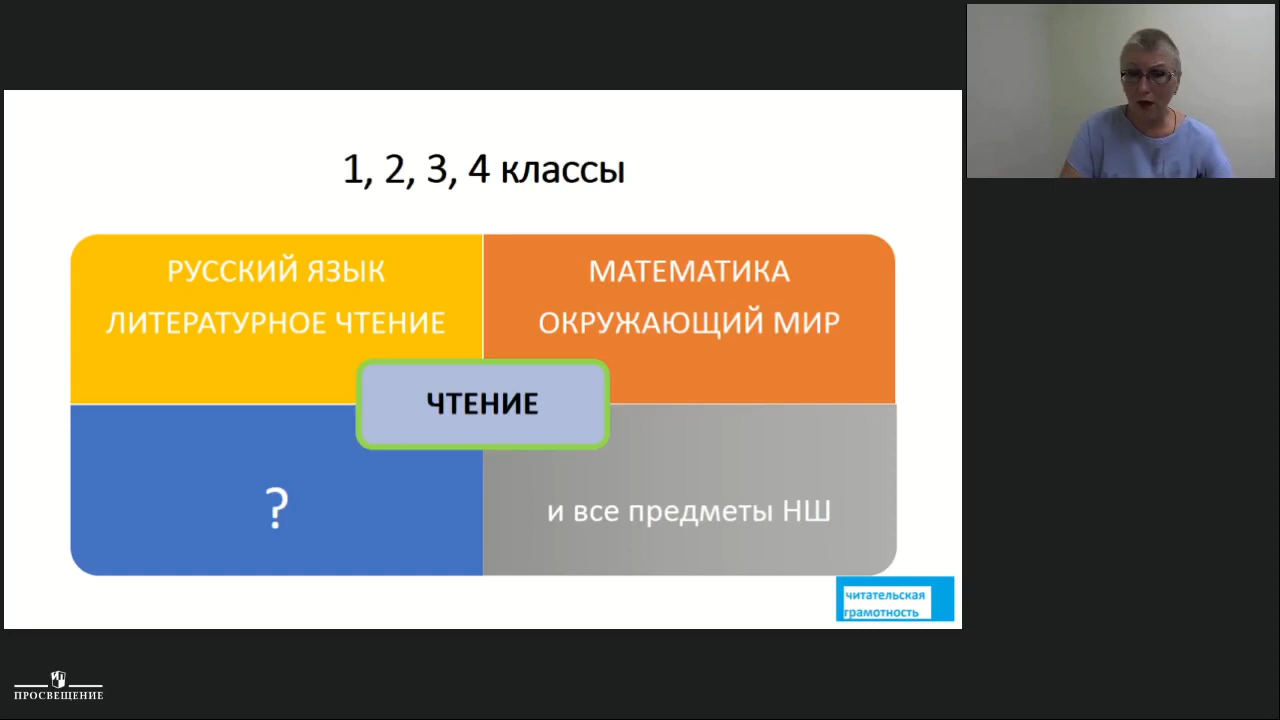 1, 2, 3, 4 классы
РУССКИЙ ЯЗЫК
ЛИТЕРАТУРНОЕ ЧТЕНИЕ
МАТЕМАТИКА
ОКРУЖАЮЩИЙ МИР
ЧТЕНИЕ
?
и все предметы НШ
читательская
грамотность
ПРОСВЕЩЕНИЕ